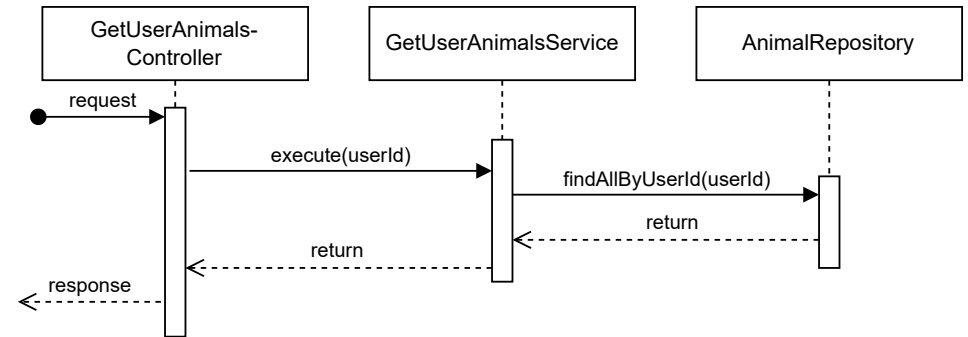 GetUserAnimals-
Controller
GetUserAnimalsService
AnimalRepository
request
execute(userId)
findAllByUserId(userId)
return
return
response